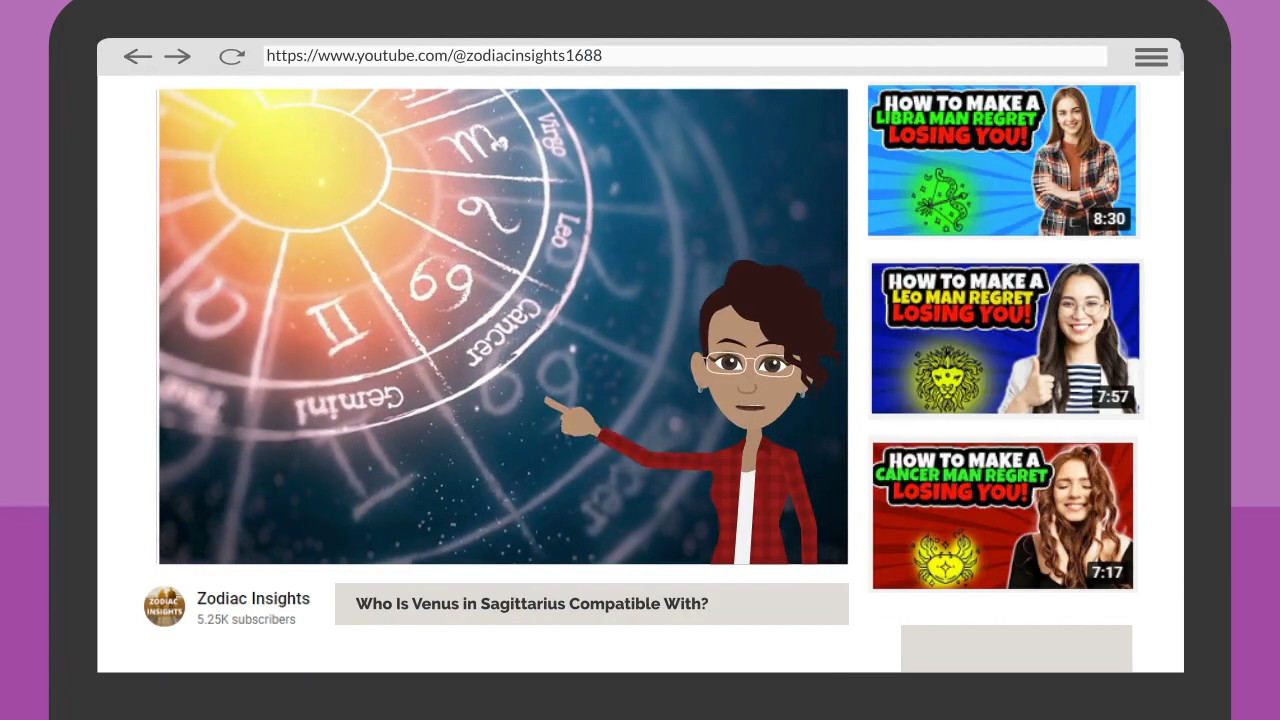 https://www.youtube.com/@zodiacinsights1688
Virgo
Leo
Cancer
Gemini
HOW TO MAKE A
LIBRA MAN REGRET
LOSING YOU!
8:30
HOW TO MAKE A
LEO MAN REGRET
LOSING YOU!
7:57
HOW TO MAKE A
CANCER MAN REGRET
LOSING YOU!
7:17
ZODIAC
INSIGHTS
Zodiac Insights
5.25K subscribers
Who Is Venus in Sagittarius Compatible With?